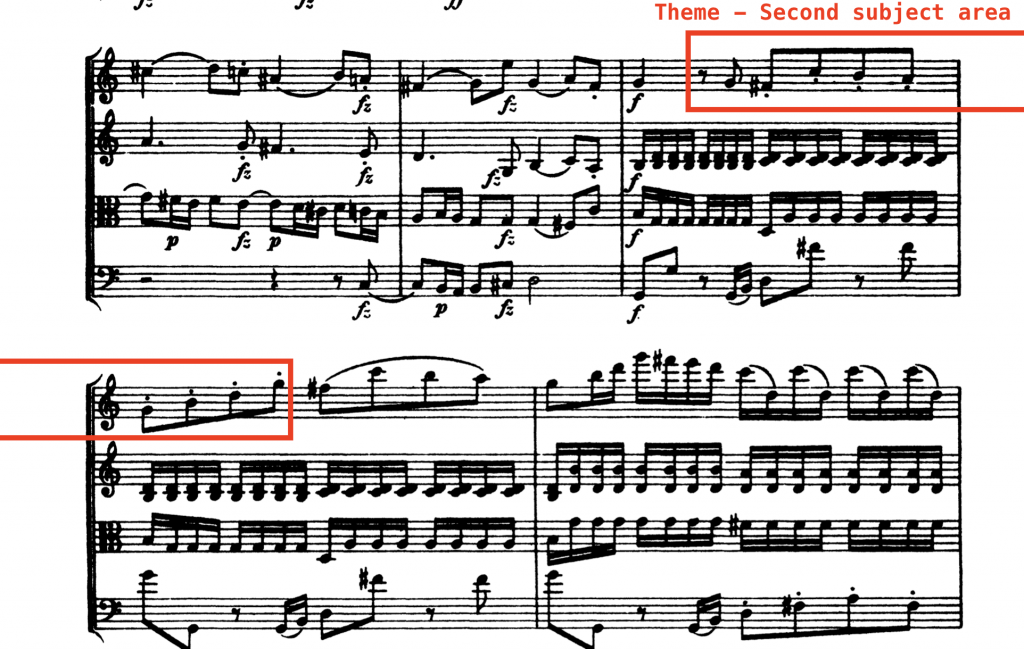 fz fz ff
Theme – Second subject area
fz fz f
fz fz fz f
p fz p fz f
fz p fz f